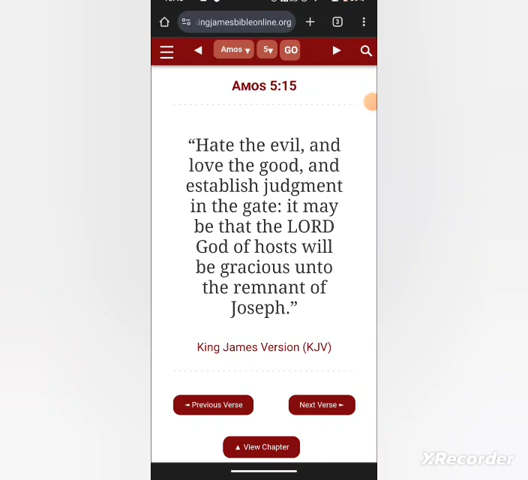 ingjamesbibleonline.org
3
Amos 5 GO
Amos 5:15
“Hate the evil, and
love the good, and
establish judgment
in the gate: it may
be that the LORD
God of hosts will
be gracious unto
the remnant of
Joseph.”
King James Version (KJV)
◄ Previous Verse
Next Verse ►
▲ View Chapter
XRecorder